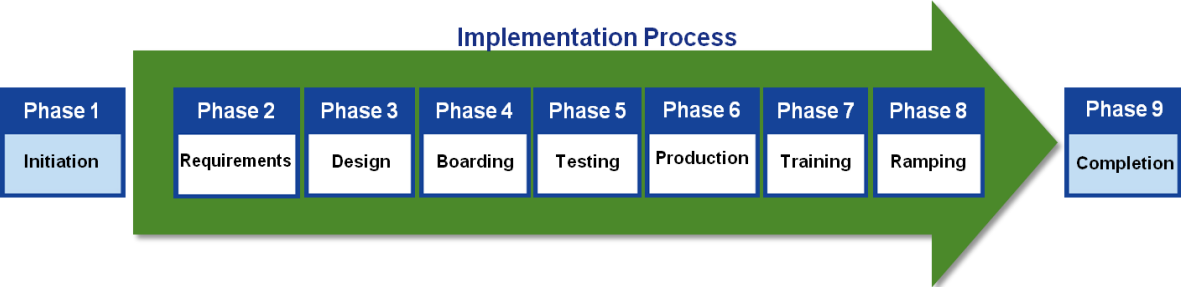 Implementation Process
Phase 1
Initiation
Phase 2
Requirements
Phase 3
Design
Phase 4
Boarding
Phase 5
Testing
Phase 6
Production
Phase 7
Training
Phase 8
Ramping
Phase 9
Completion